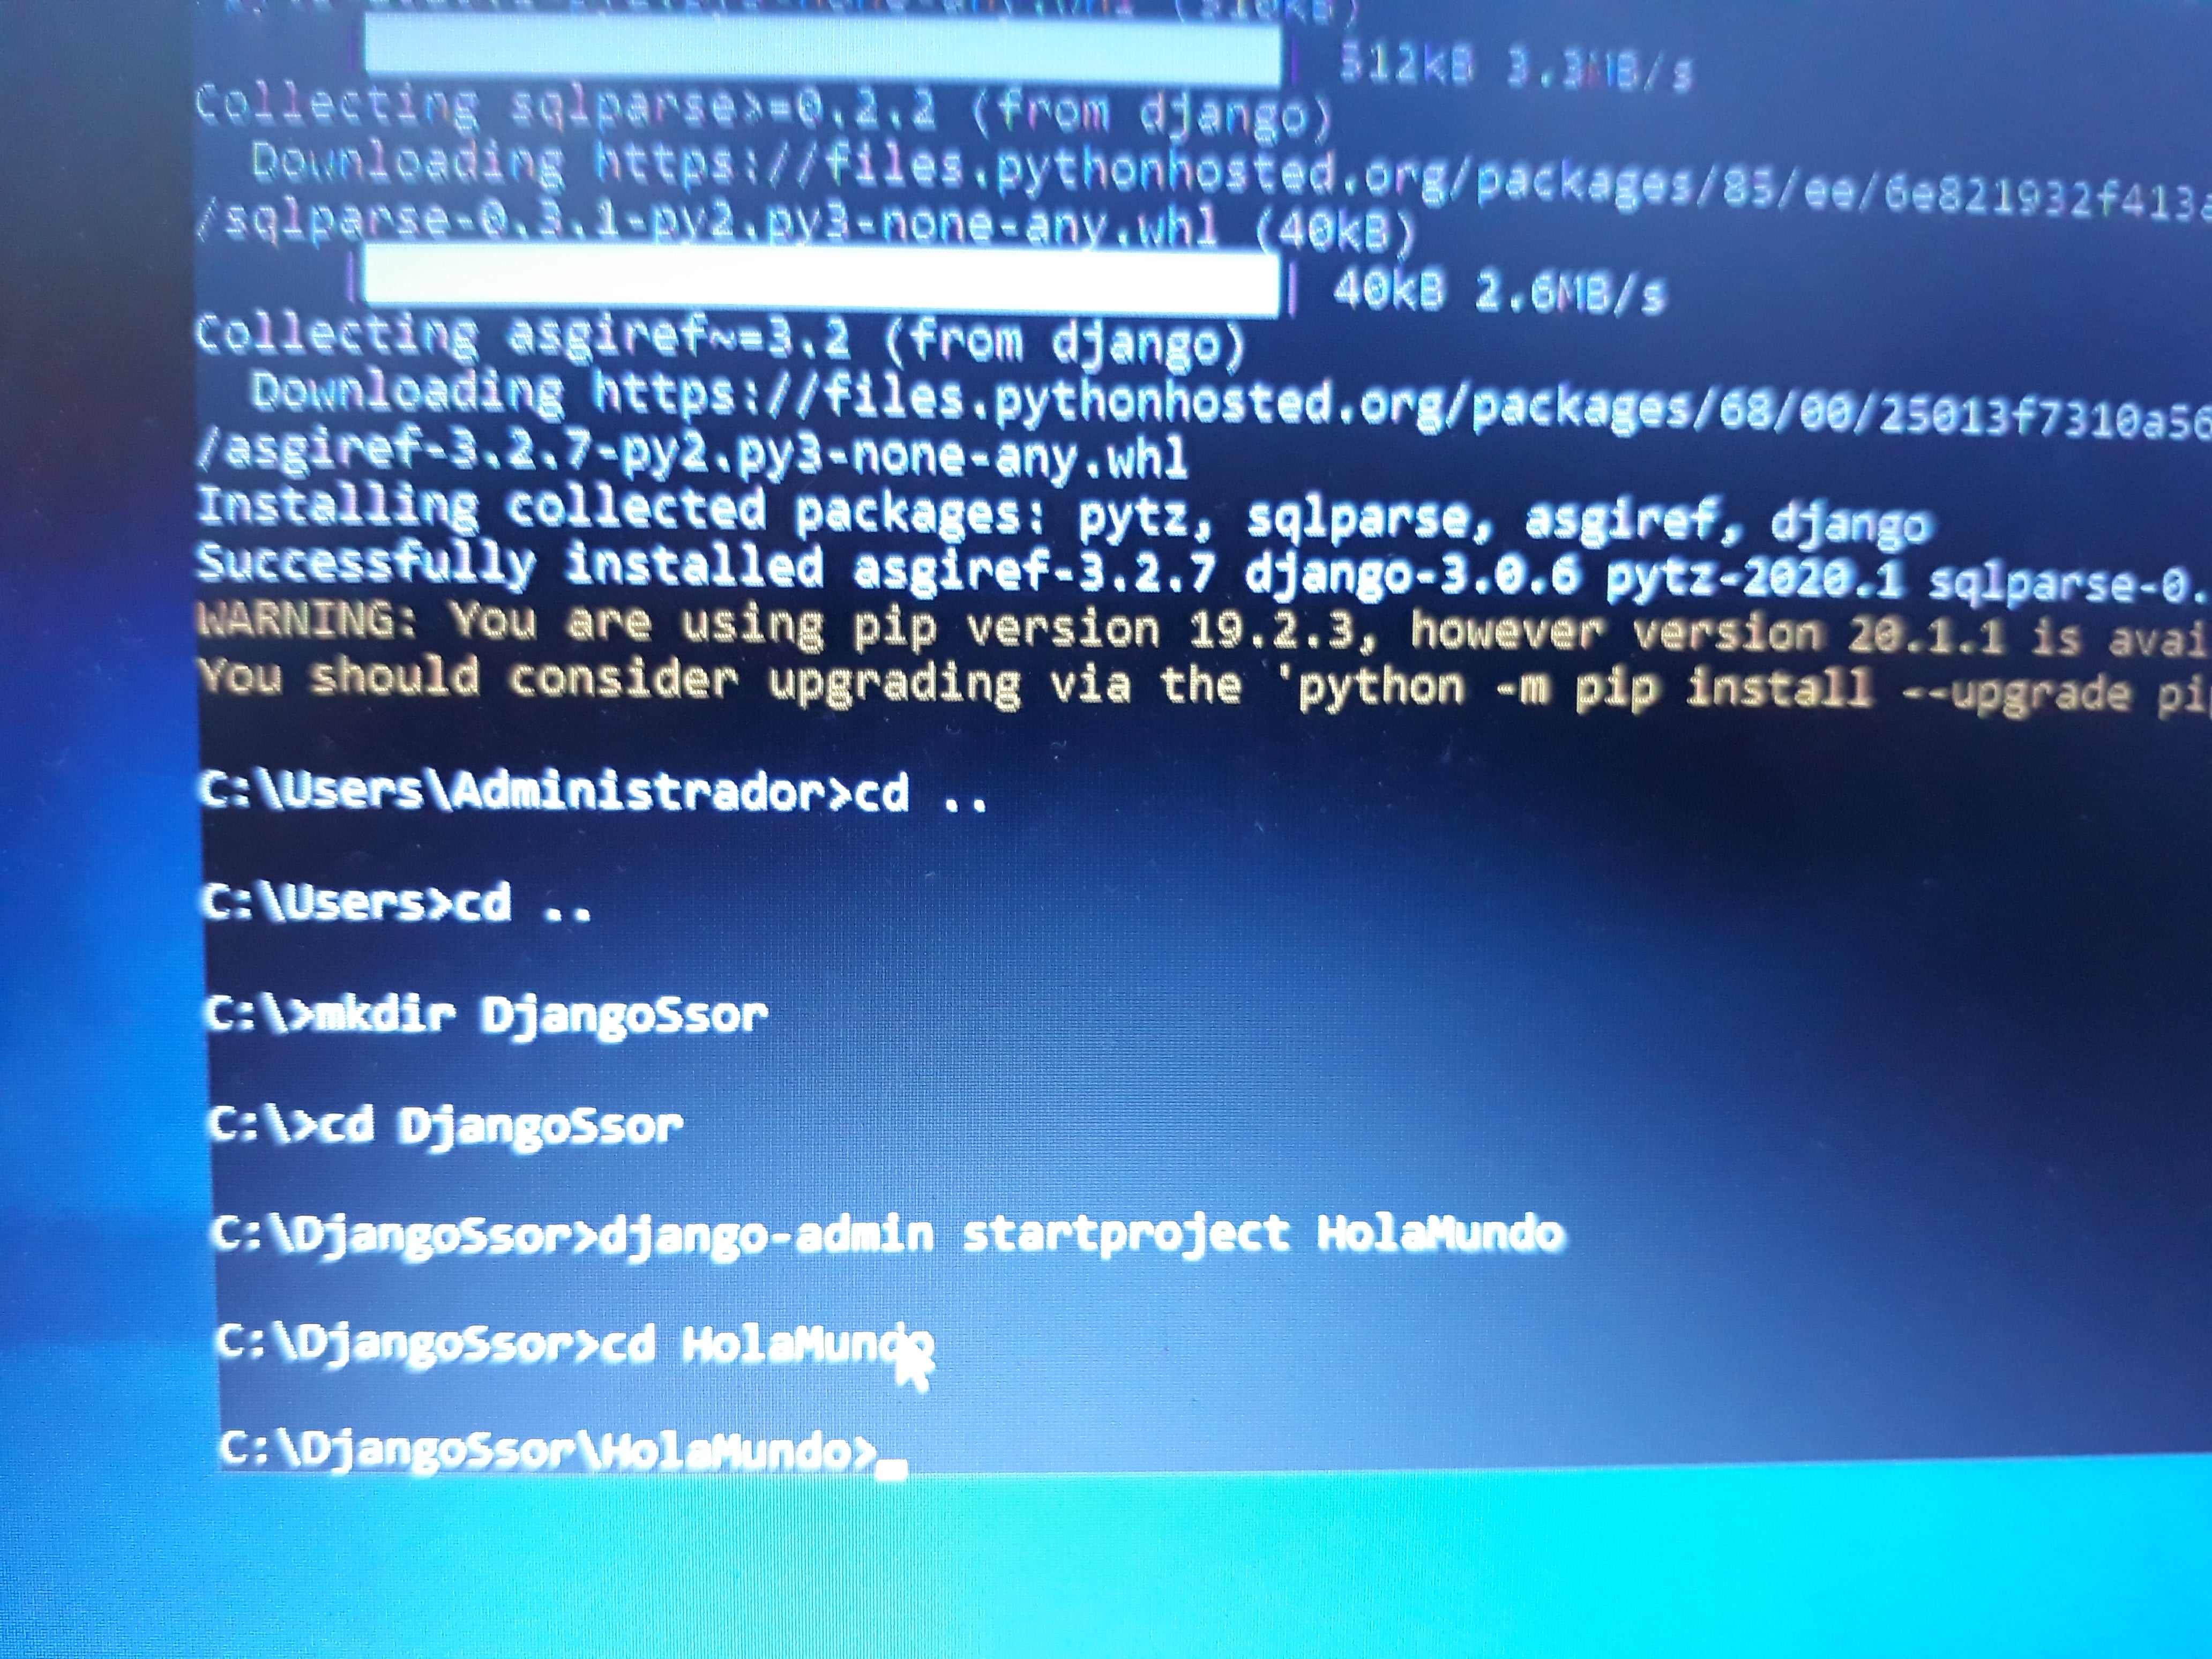 512kB 3.3MB/s
Collecting sqlparse>=0.2.2 (from django)
Downloading https://files.pythonhosted.org/packages/85/ee/6e821932f413
/sqlparse-0.3.1-py2.py3-none-any.whl (40kB)
| | 40kB 2.6MB/s
Collecting asgiref~=3.2 (from django)
Downloading https://files.pythonhosted.org/packages/68/00/25013f7310a56
/asgiref-3.2.7-py2.py3-none-any.whl
Installing collected packages: pytz, sqlparse, asgiref, django
Successfully installed asgiref-3.2.7 django-3.0.6 pytz-2020.1 sqlparse-0.
WARNING: You are using pip version 19.2.3, however version 20.1.1 is avai
You should consider upgrading via the 'python -m pip install --upgrade pip
C:\Users\Administrador>cd ..
C:\Users>cd ..
C:\>mkdir DjangoSsor
C:\>cd DjangoSsor
C:\DjangoSsor>django-admin startproject HolaMundo
C:\DjangoSsor>cd HolaMundo
C:\DjangoSsor\HolaMundo>_